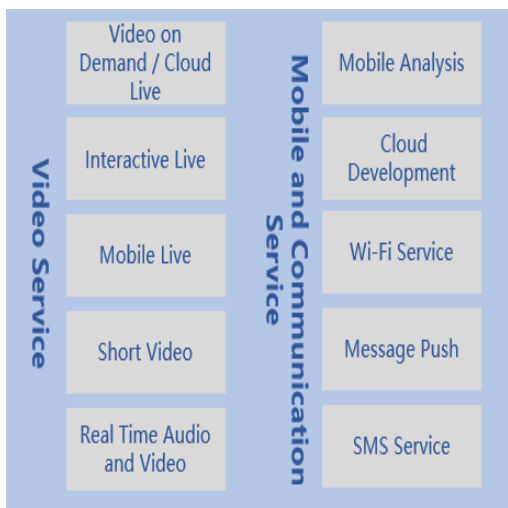 Video Service
Video on
Demand / Cloud
Live
Interactive Live
Mobile Live
Short Video
Real Time Audio
and Video
Mobile and Communication
Service
Mobile Analysis
Cloud
Development
Wi-Fi Service
Message Push
SMS Service